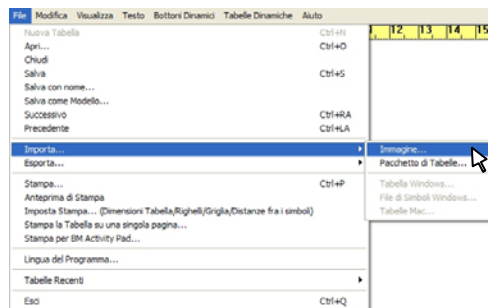 File Modifica Visualizza Testo Bottoni Dinamici Tabelle Dinamiche Aiuto
12 13 14 15
Nuova Tabella Ctrl+N
Apri... Ctrl+O
Chiudi
Salva Ctrl+S
Salva con nome...
Salva come Modello...
Successivo Ctrl+RA
Precedente Ctrl+LA
Importa... Immagine...
Esporta... Pacchetto di Tabelle...
Stampa... Ctrl+P Tabella Windows...
Anteprima di Stampa File di Simboli Windows...
Imposta Stampa... (Dimensioni Tabella/Righelli/Griglia/Distanze fra i simboli) Tabelle Mac...
Stampa la Tabella su una singola pagina...
Stampa per BM Activity Pad...
Lingua del Programma...
Tabelle Recenti
Esci Ctrl+Q